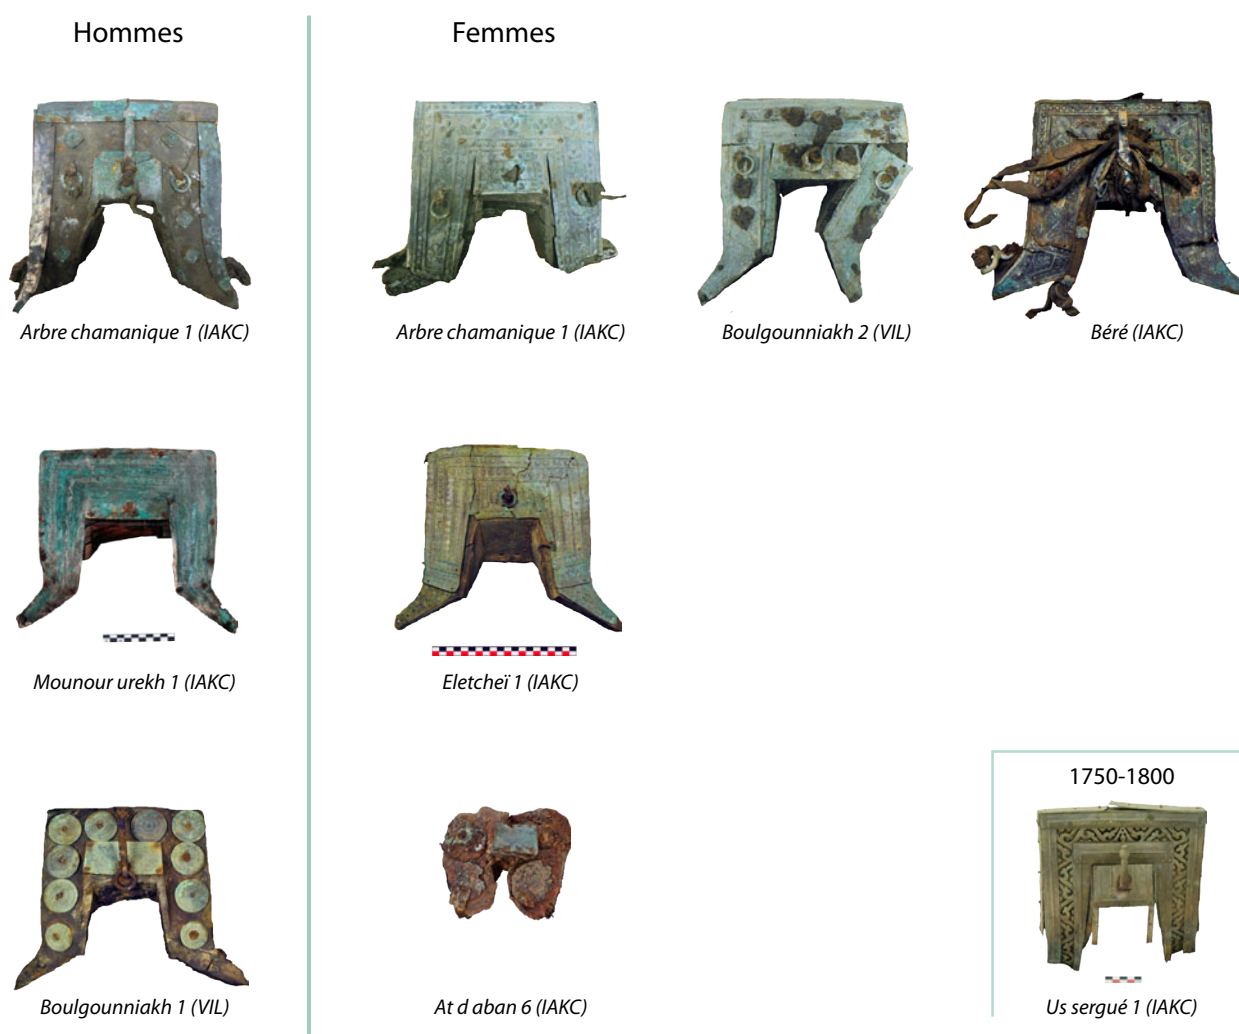 Hommes
Femmes
Arbre chamanique 1 (IAKC)
Arbre chamanique 1 (IAKC)
Boulgounniakh 2 (VIL)
Béré (IAKC)
Mounour urekh 1 (IAKC)
Eletcheï 1 (IAKC)
1750-1800
Boulgounniakh 1 (VIL)
At d aban 6 (IAKC)
Us sergué 1 (IAKC)